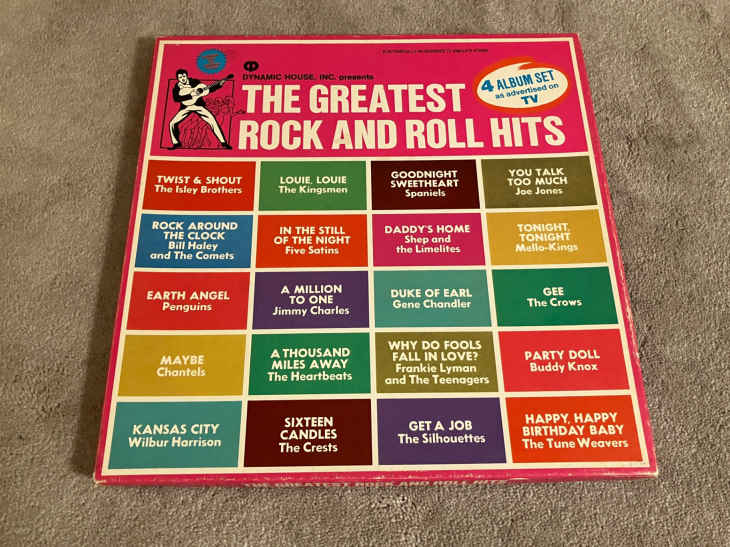 DYNAMIC HOUSE, INC. presents
THE GREATEST
ROCK AND ROLL HITS
4 ALBUM SET
as advertised on
TV
TWIST & SHOUT
The Isley Brothers
LOUIE, LOUIE
The Kingsmen
GOODNIGHT
SWEETHEART
Spaniels
YOU TALK
TOO MUCH
Joe Jones
ROCK AROUND
THE CLOCK
Bill Haley
and The Comets
IN THE STILL
OF THE NIGHT
Five Satins
DADDY'S HOME
Shep and
the Limelites
TONIGHT,
TONIGHT
Mello-Kings
EARTH ANGEL
Penguins
A MILLION
TO ONE
Jimmy Charles
DUKE OF EARL
Gene Chandler
GEE
The Crows
MAYBE
Chantels
A THOUSAND
MILES AWAY
The Heartbeats
WHY DO FOOLS
FALL IN LOVE?
Frankie Lyman
and The Teenagers
PARTY DOLL
Buddy Knox
KANSAS CITY
Wilbur Harrison
SIXTEEN
CANDLES
The Crests
GET A JOB
The Silhouettes
HAPPY, HAPPY
BIRTHDAY BABY
The Tune Weavers